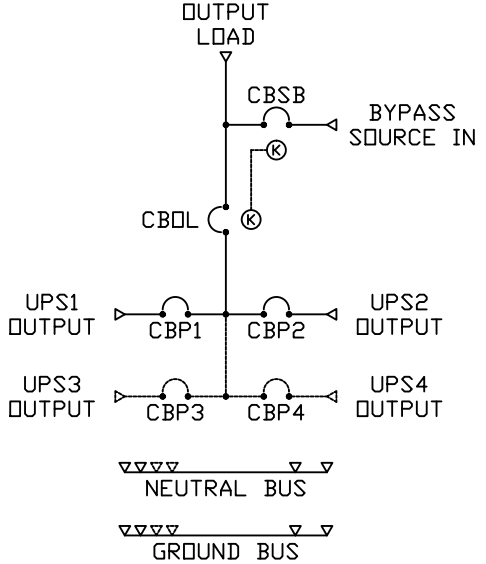 OUTPUT
LOAD
CBSB
BYPASS
SOURCE IN
K
CBOL
K
UPS1
OUTPUT
CBP1
CBP2
UPS2
OUTPUT
UPS3
OUTPUT
CBP3
CBP4
UPS4
OUTPUT
NEUTRAL BUS
GROUND BUS